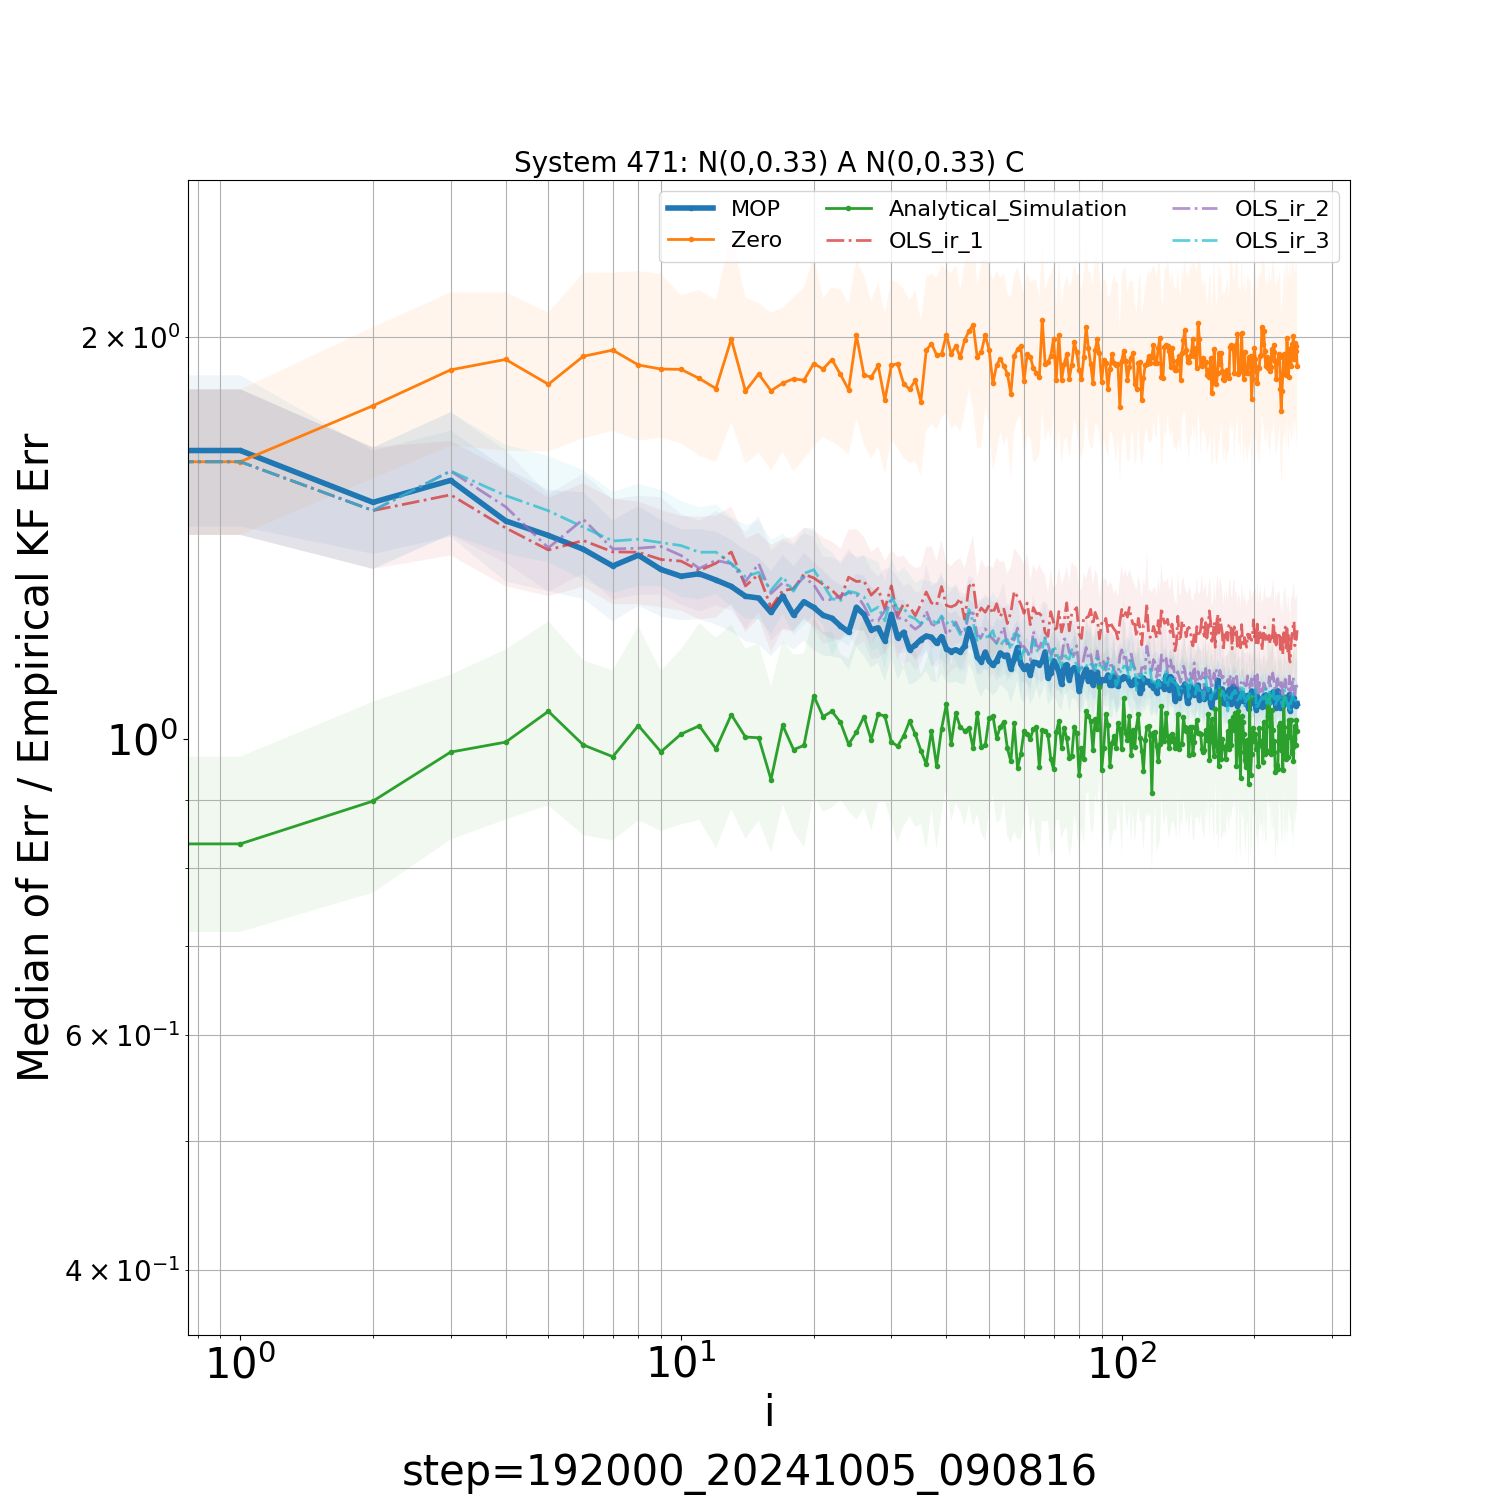 System 471: N(0,0.33) A N(0,0.33) C
MOP
Zero
Analytical_Simulation
OLS_ir_1
OLS_ir_2
OLS_ir_3
Median of Err / Empirical KF Err
2 × 10⁰
10⁰
6 × 10⁻¹
4 × 10⁻¹
10⁰ 10¹ 10²
i
step=192000_20241005_090816